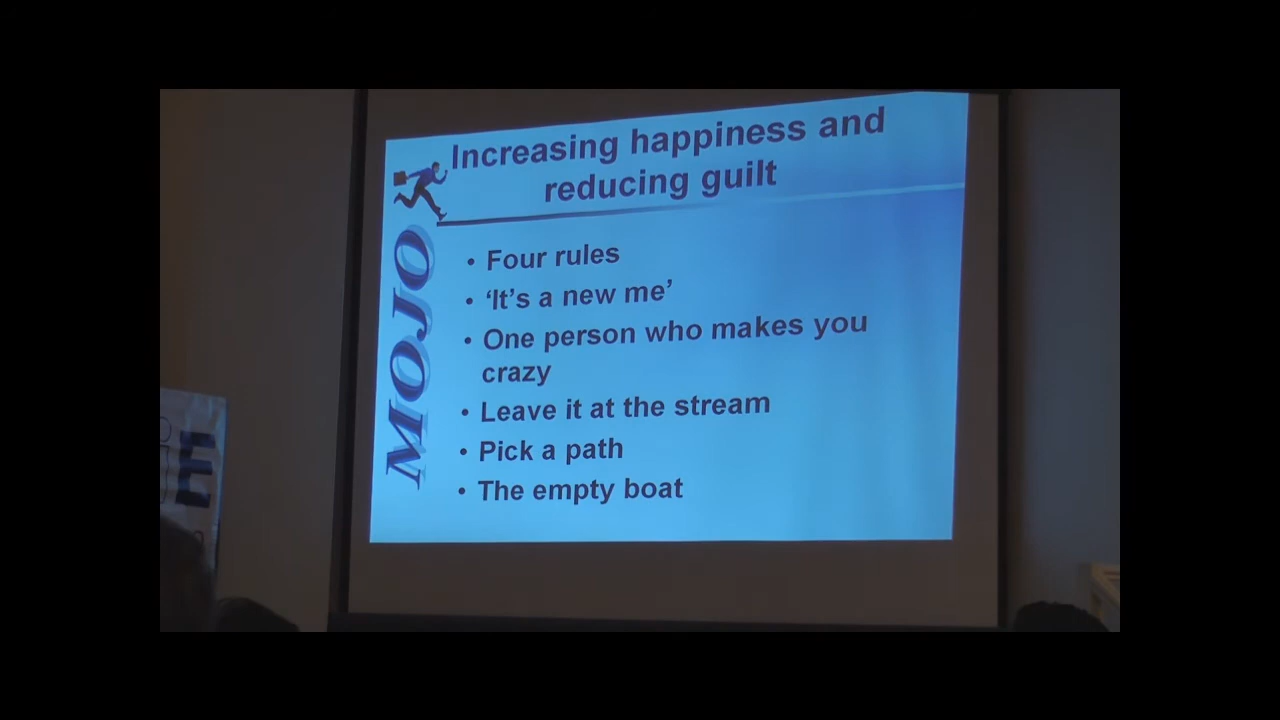 Increasing happiness and
reducing guilt
MOJO
• Four rules
• ‘It’s a new me’
• One person who makes you
crazy
• Leave it at the stream
• Pick a path
• The empty boat